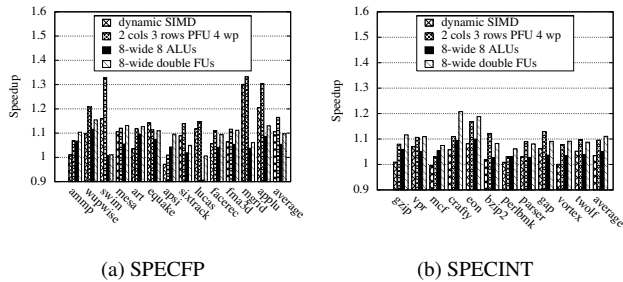 1.6
1.5
1.4
1.3
1.2
1.1
1
0.9
Speedup
dynamic SIMD
2 cols 3 rows PFU 4 wp
8-wide 8 ALUs
8-wide double FUs
ammp
wupwise
swim
mesa
art
equake
apsi
sixtrack
lucas
facerec
fma3d
mgrid
applu
average
(a) SPECFP
1.6
1.5
1.4
1.3
1.2
1.1
1
0.9
Speedup
dynamic SIMD
2 cols 3 rows PFU 4 wp
8-wide 8 ALUs
8-wide double FUs
gzip
vpr
mcf
crafty
eon
bzip2
perlbmk
parser
gap
vortex
twolf
average
(b) SPECINT